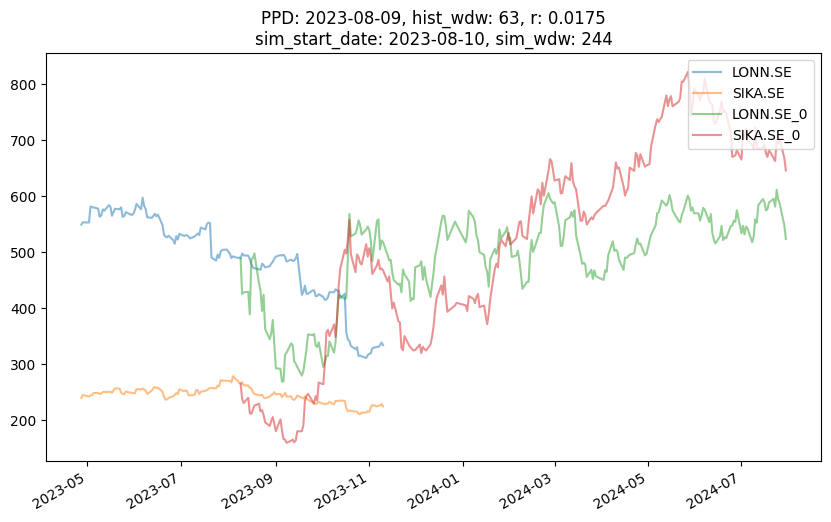 PPD: 2023-08-09, hist_wdw: 63, r: 0.0175
sim_start_date: 2023-08-10, sim_wdw: 244
LONN.SE
SIKA.SE
LONN.SE_0
SIKA.SE_0
800
700
600
500
400
300
200
2023-05
2023-07
2023-09
2023-11
2024-01
2024-03
2024-05
2024-07